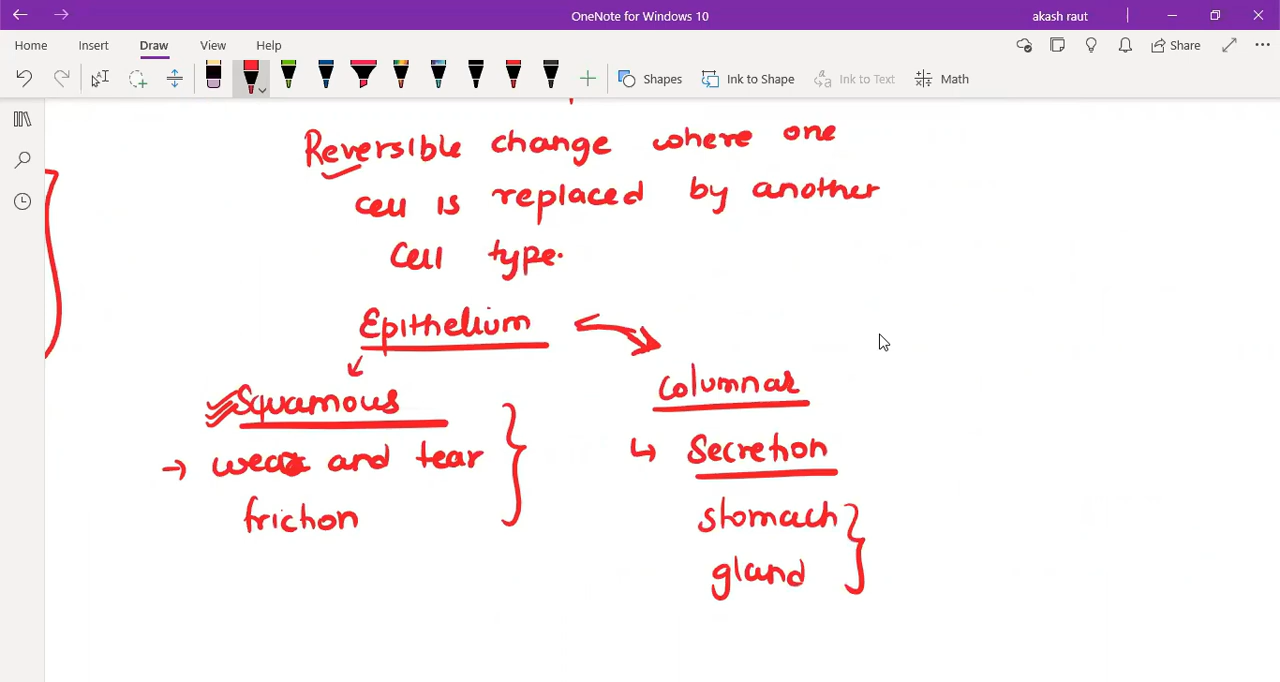 OneNote for Windows 10
akash raut
Home Insert Draw View Help
Share
Shapes Ink to Shape Ink to Text Math
Reversible change where one
cell is replaced by another
cell type.
Epithelium
Squamous
→ wear and tear
friction
columnar
↳ Secretion
stomach
gland